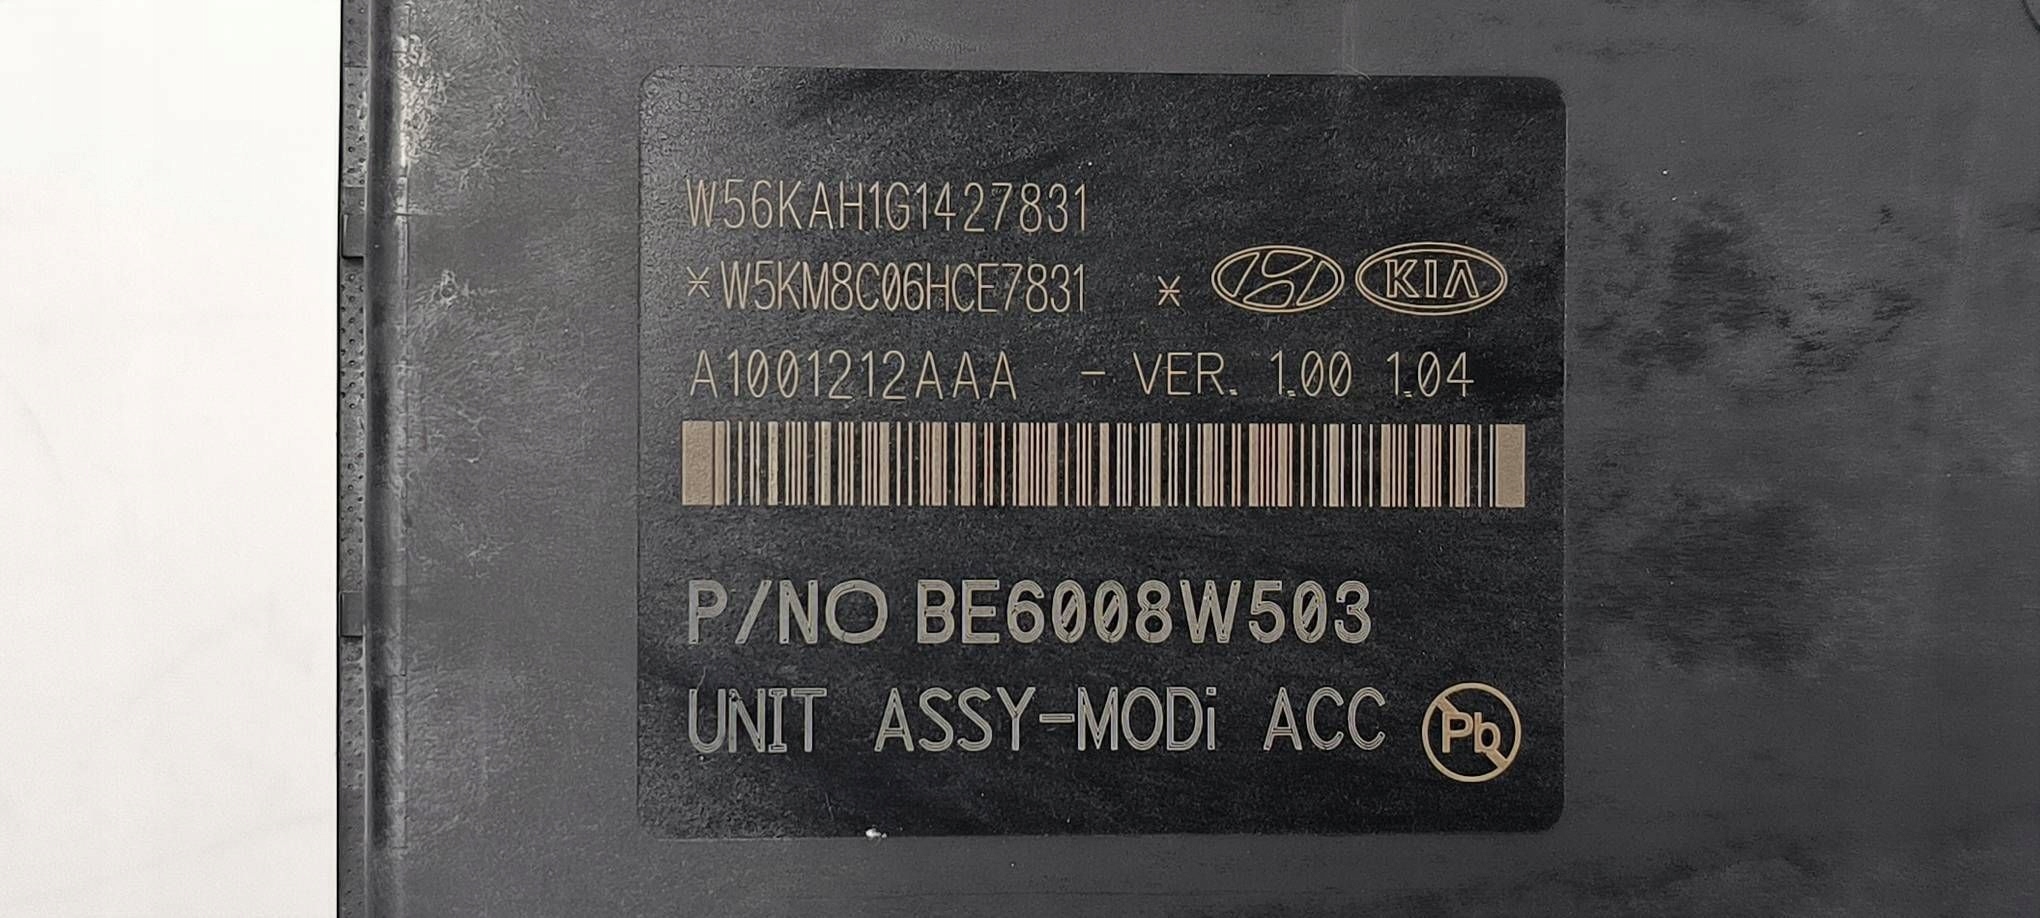 W56KAH1G1427831
*W5KM8C06HCE7831 * KIA
A1001212AAA - VER. 1.00 1.04
P/NO BE6008W503
UNIT ASSY-MODi ACC Pb